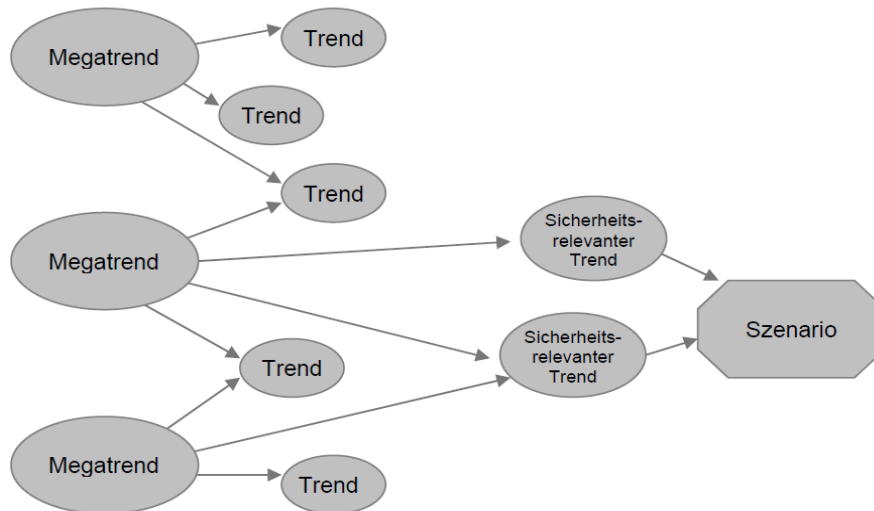 Megatrend
Trend
Trend
Trend
Megatrend
Sicherheits-
relevanter
Trend
Szenario
Sicherheits-
relevanter
Trend
Trend
Megatrend
Trend